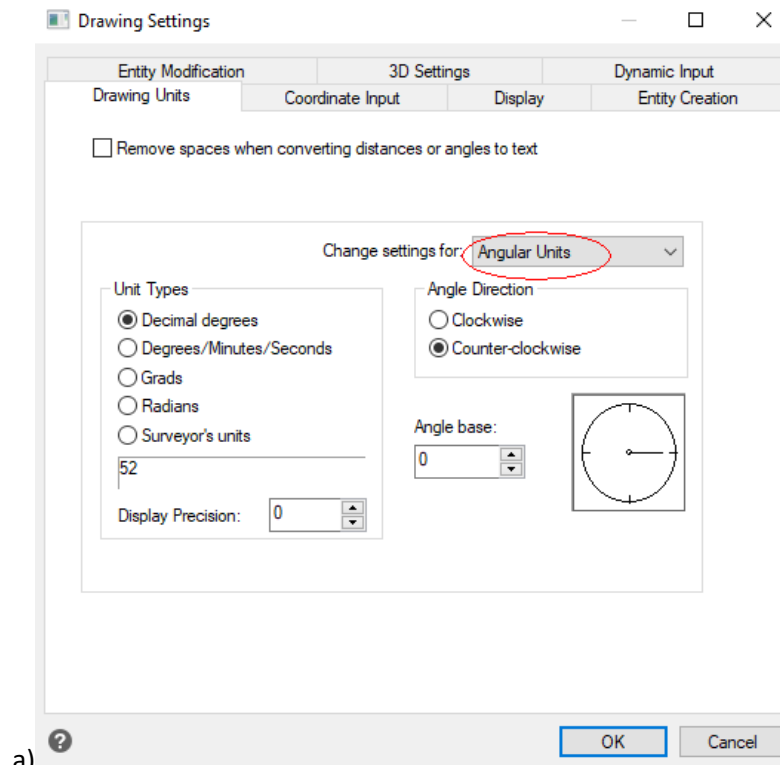 Drawing Settings
Entity Modification 3D Settings Dynamic Input
Drawing Units Coordinate Input Display Entity Creation
Remove spaces when converting distances or angles to text
Change settings for: Angular Units
Unit Types
Decimal degrees
Degrees/Minutes/Seconds
Grads
Radians
Surveyor's units
52
Display Precision: 0
Angle Direction
Clockwise
Counter-clockwise
Angle base:
0
OK Cancel
a)